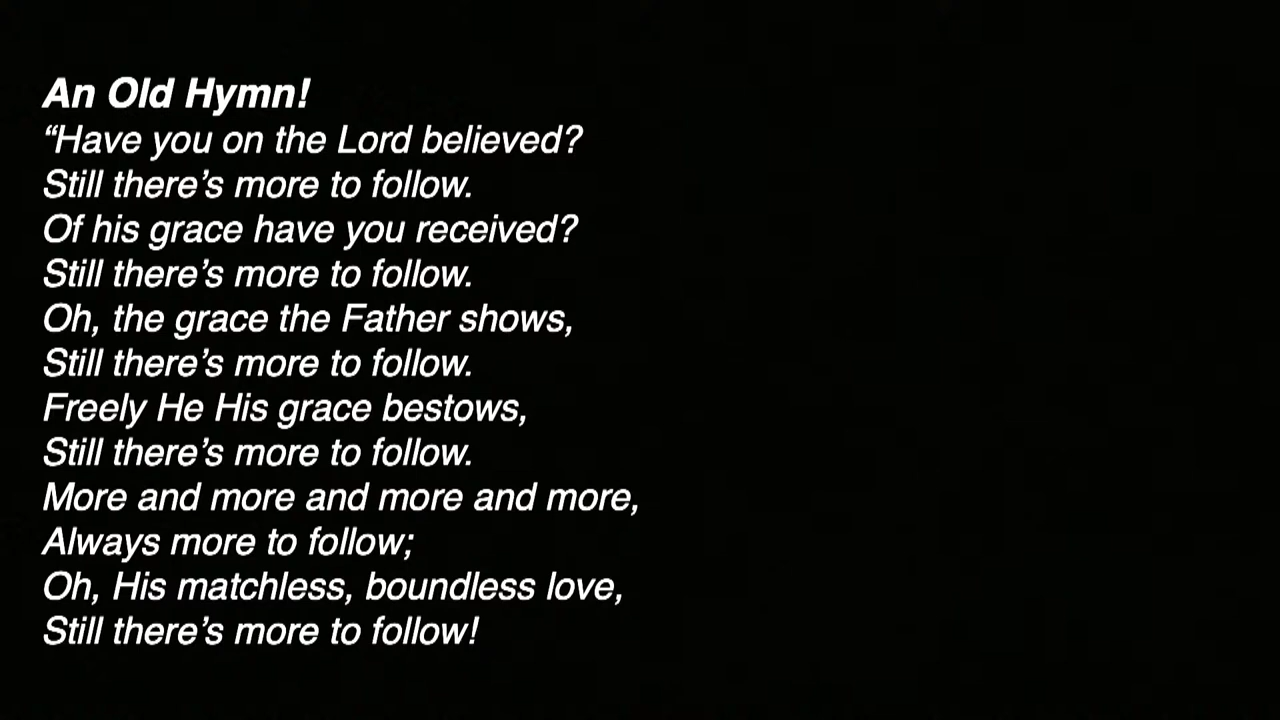 An Old Hymn!
“Have you on the Lord believed?
Still there’s more to follow.
Of his grace have you received?
Still there’s more to follow.
Oh, the grace the Father shows,
Still there’s more to follow.
Freely He His grace bestows,
Still there’s more to follow.
More and more and more and more,
Always more to follow;
Oh, His matchless, boundless love,
Still there’s more to follow!